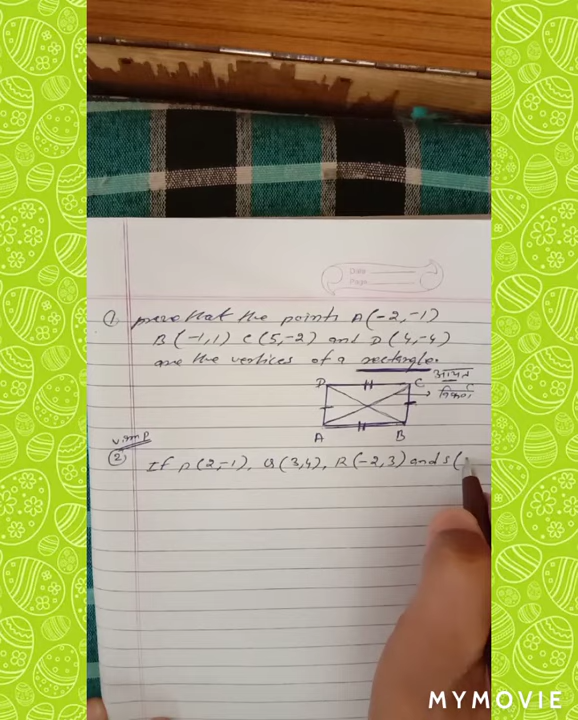 Date
Page
① prove that the points A(-2,-1)
B(-1,1) C(5,-2) and D(4,-4)
are the vertices of a rectangle.
D C आयत
A B
v.imp
② If P(2,-1), Q(3,4), R(-2,3) and S(
MYMOVIE